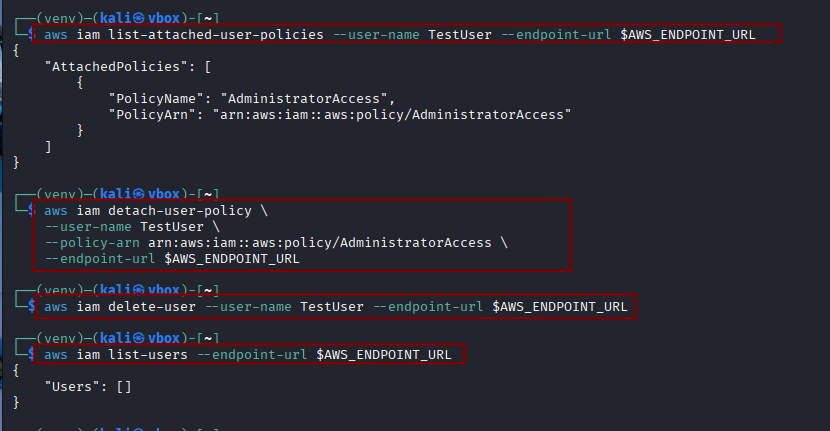 ┌──(venv)─(kali㉿vbox)-[~]
└─$ aws iam list-attached-user-policies --user-name TestUser --endpoint-url $AWS_ENDPOINT_URL
{
    "AttachedPolicies": [
        {
            "PolicyName": "AdministratorAccess",
            "PolicyArn": "arn:aws:iam::aws:policy/AdministratorAccess"
        }
    ]
}
┌──(venv)─(kali㉿vbox)-[~]
└─$ aws iam detach-user-policy \
    --user-name TestUser \
    --policy-arn arn:aws:iam::aws:policy/AdministratorAccess \
    --endpoint-url $AWS_ENDPOINT_URL
┌──(venv)─(kali㉿vbox)-[~]
└─$ aws iam delete-user --user-name TestUser --endpoint-url $AWS_ENDPOINT_URL
┌──(venv)─(kali㉿vbox)-[~]
└─$ aws iam list-users --endpoint-url $AWS_ENDPOINT_URL
{
    "Users": []
}